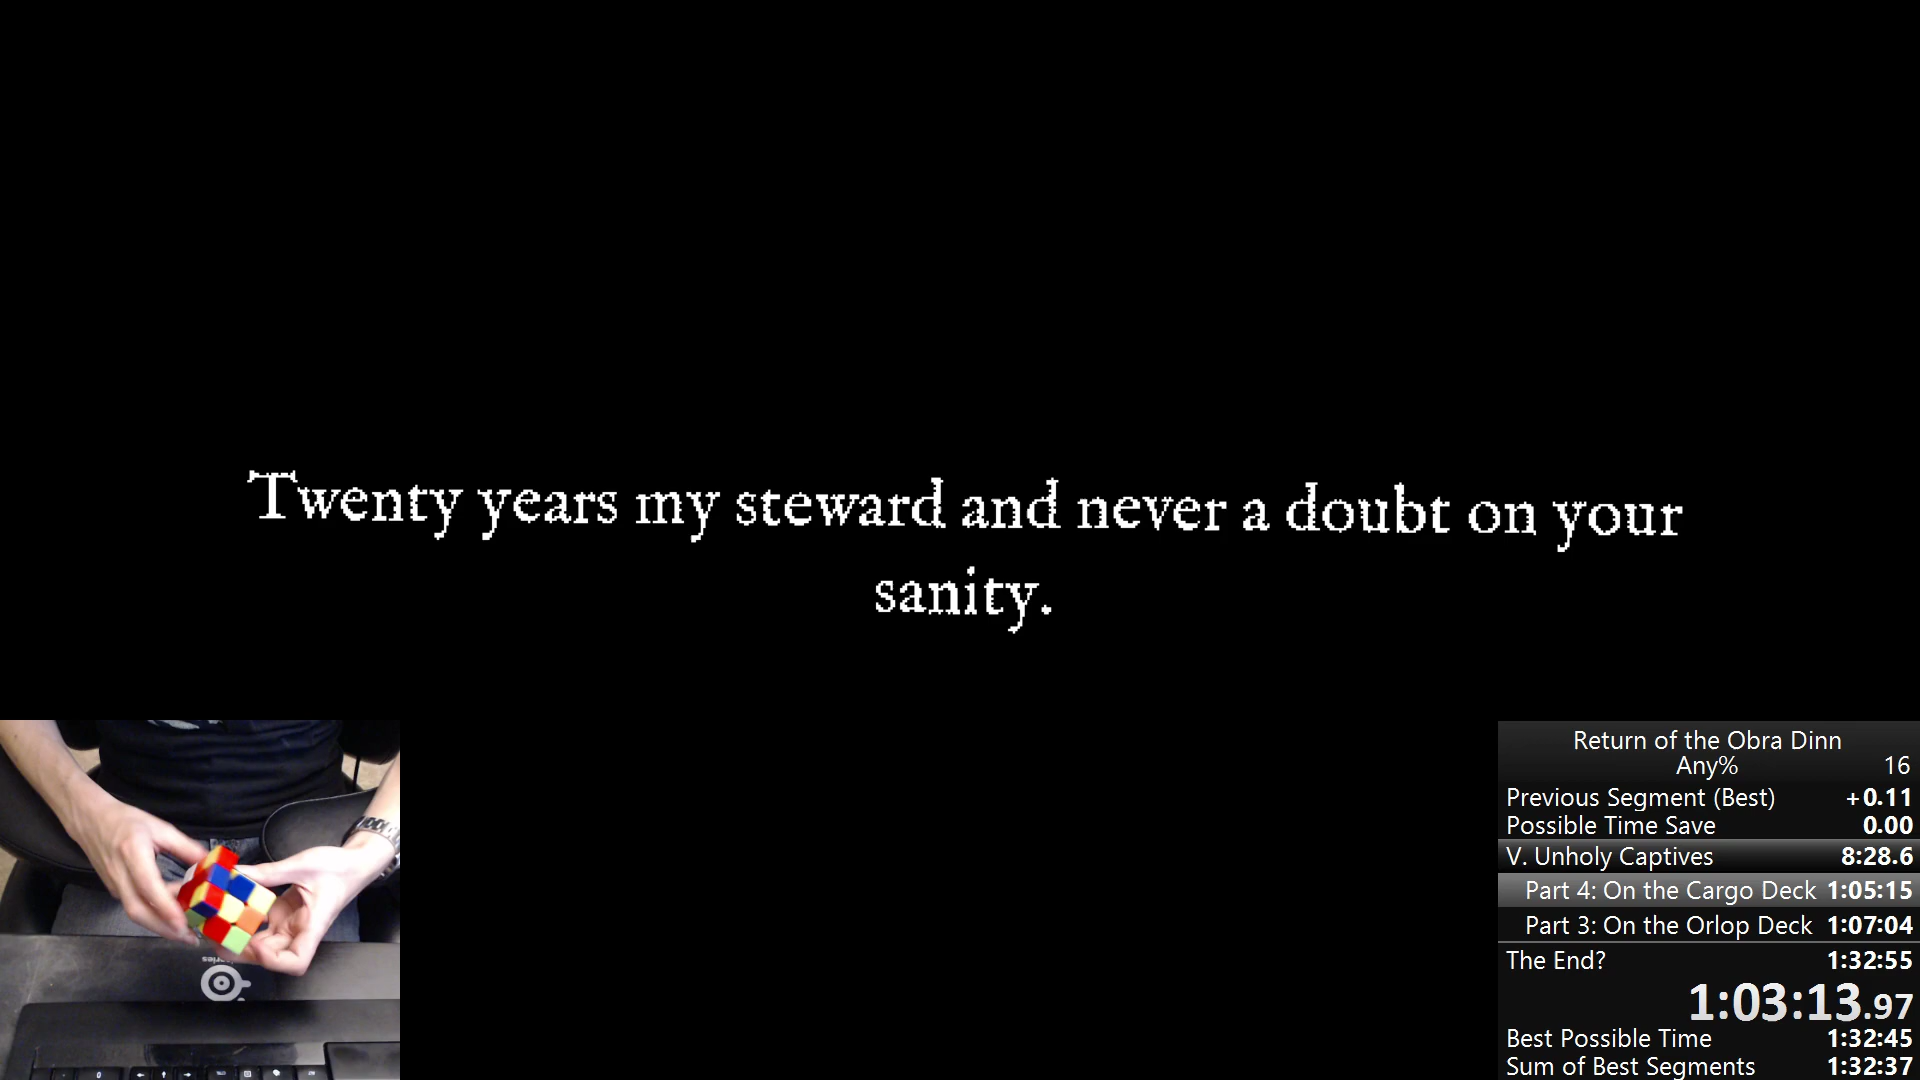 Twenty years my steward and never a doubt on your
sanity.
Return of the Obra Dinn
Any% 16
Previous Segment (Best) +0.11
Possible Time Save 0.00
V. Unholy Captives 8:28.6
Part 4: On the Cargo Deck 1:05:15
Part 3: On the Orlop Deck 1:07:04
The End? 1:32:55
1:03:13.97
Best Possible Time 1:32:45
Sum of Best Segments 1:32:37